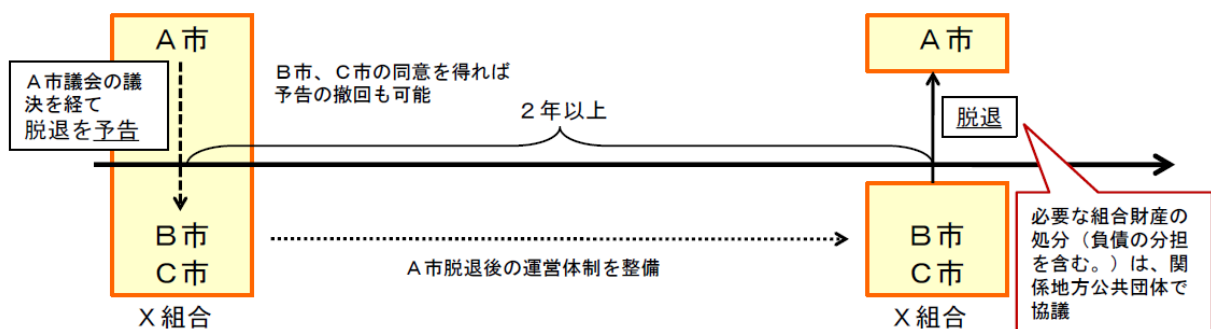 A市
A市議会の議
決を経て
脱退を予告
B市、C市の同意を得れば
予告の撤回も可能
2年以上
A市
脱退
B市
C市
X組合
A市脱退後の運営体制を整備
B市
C市
X組合
必要な組合財産の
処分(負債の分担
を含む。)は、関
係地方公共団体で
協議